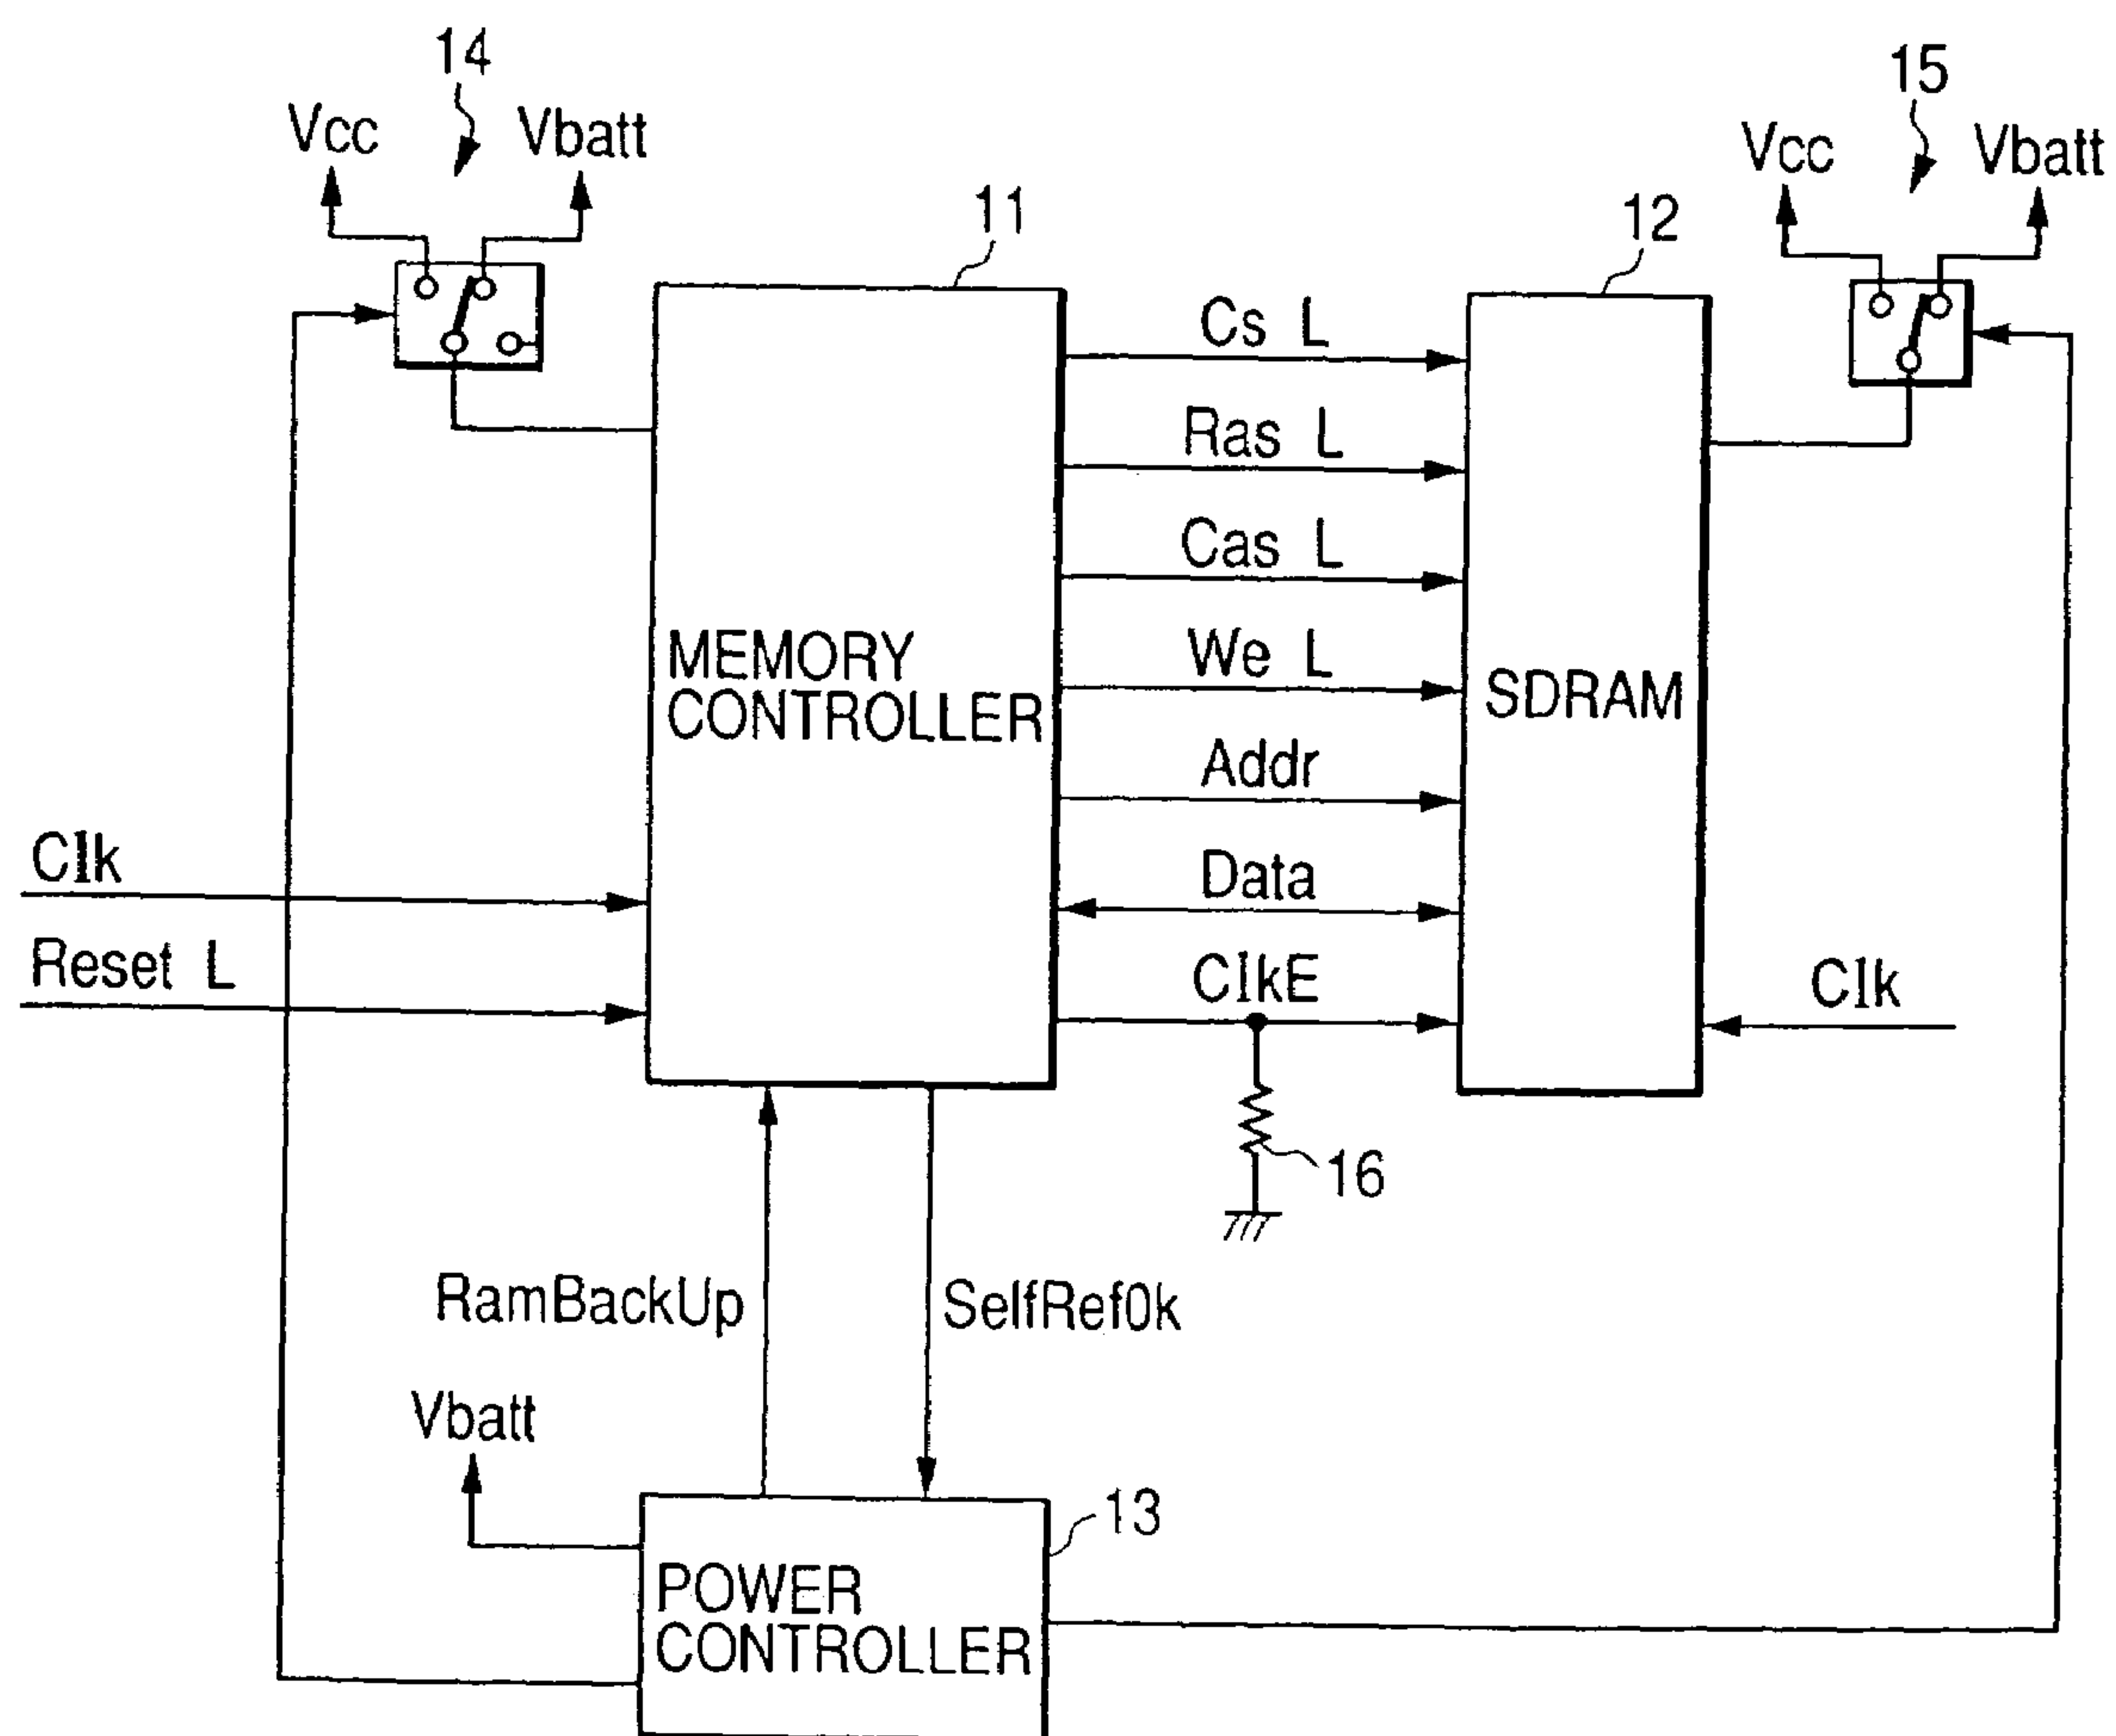 14
15
Vcc
Vbatt
Vcc
Vbatt
11
12
Cs L
Ras L
Cas L
MEMORY
CONTROLLER
We L
SDRAM
Addr
Clk
Data
Reset L
ClkE
Clk
16
RamBackUp
SelfRefOk
Vbatt
13
POWER
CONTROLLER